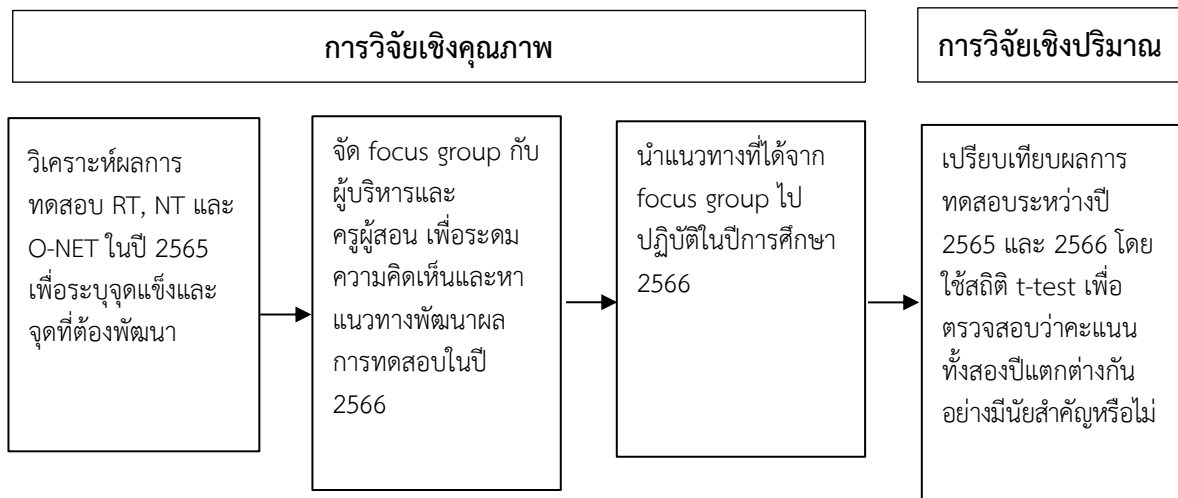 การวิจัยเชิงคุณภาพ
การวิจัยเชิงปริมาณ
วิเคราะห์ผลการ
ทดสอบ RT, NT และ
O-NET ในปี 2565
เพื่อระบุจุดแข็งและ
จุดที่ต้องพัฒนา
จัด focus group กับ
ผู้บริหารและ
ครูผู้สอน เพื่อระดม
ความคิดเห็นและหา
แนวทางพัฒนาผล
การทดสอบในปี
2566
นำแนวทางที่ได้จาก
focus group ไป
ปฏิบัติในปีการศึกษา
2566
เปรียบเทียบผลการ
ทดสอบระหว่างปี
2565 และ 2566 โดย
ใช้สถิติ t-test เพื่อ
ตรวจสอบว่าคะแนน
ทั้งสองปีแตกต่างกัน
อย่างมีนัยสำคัญหรือไม่